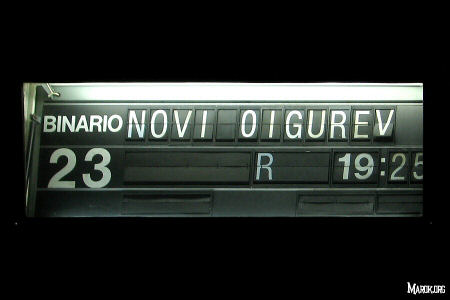 BINARIO NOVI OIGUREV
23 R 19:25
MAROK.ORG